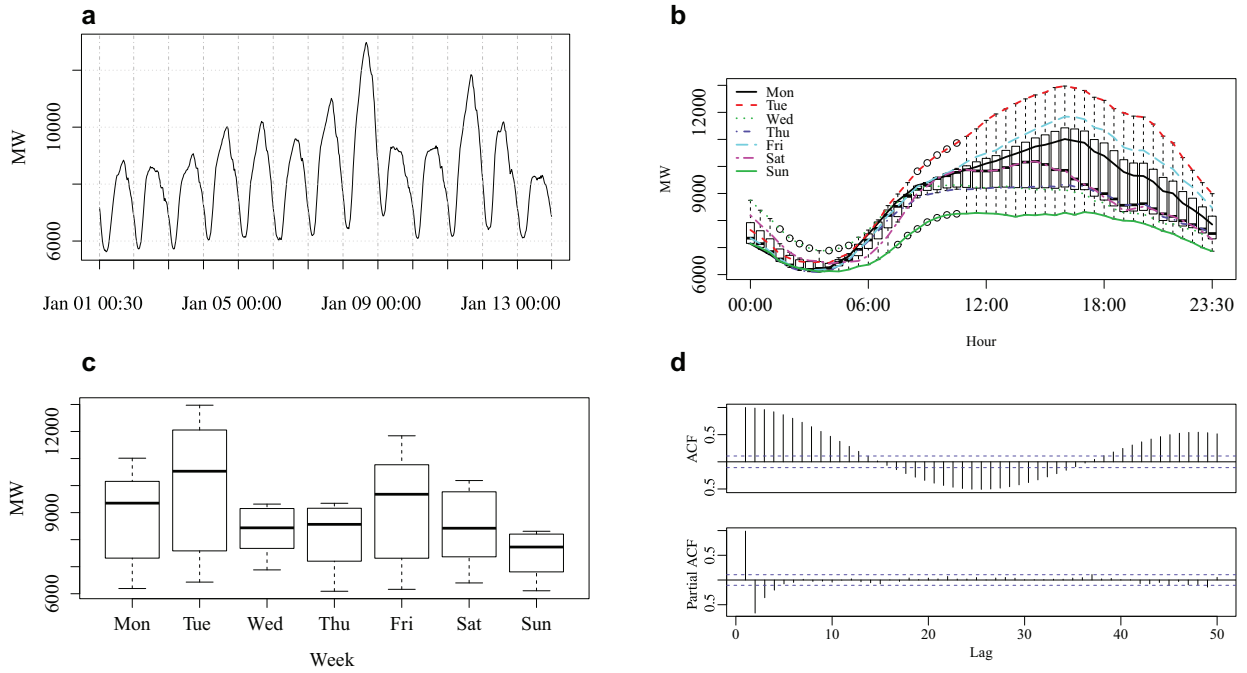 a
MW
10000
6000
Jan 01 00:30
Jan 05 00:00
Jan 09 00:00
Jan 13 00:00
b
MW
12000
9000
6000
Mon
Tue
Wed
Thu
Fri
Sat
Sun
00:00
06:00
12:00
18:00
23:30
Hour
c
MW
12000
9000
6000
Mon
Tue
Wed
Thu
Fri
Sat
Sun
Week
d
ACF
0.5
0.5
Partial ACF
0.5
0.5
0
10
20
30
40
50
Lag